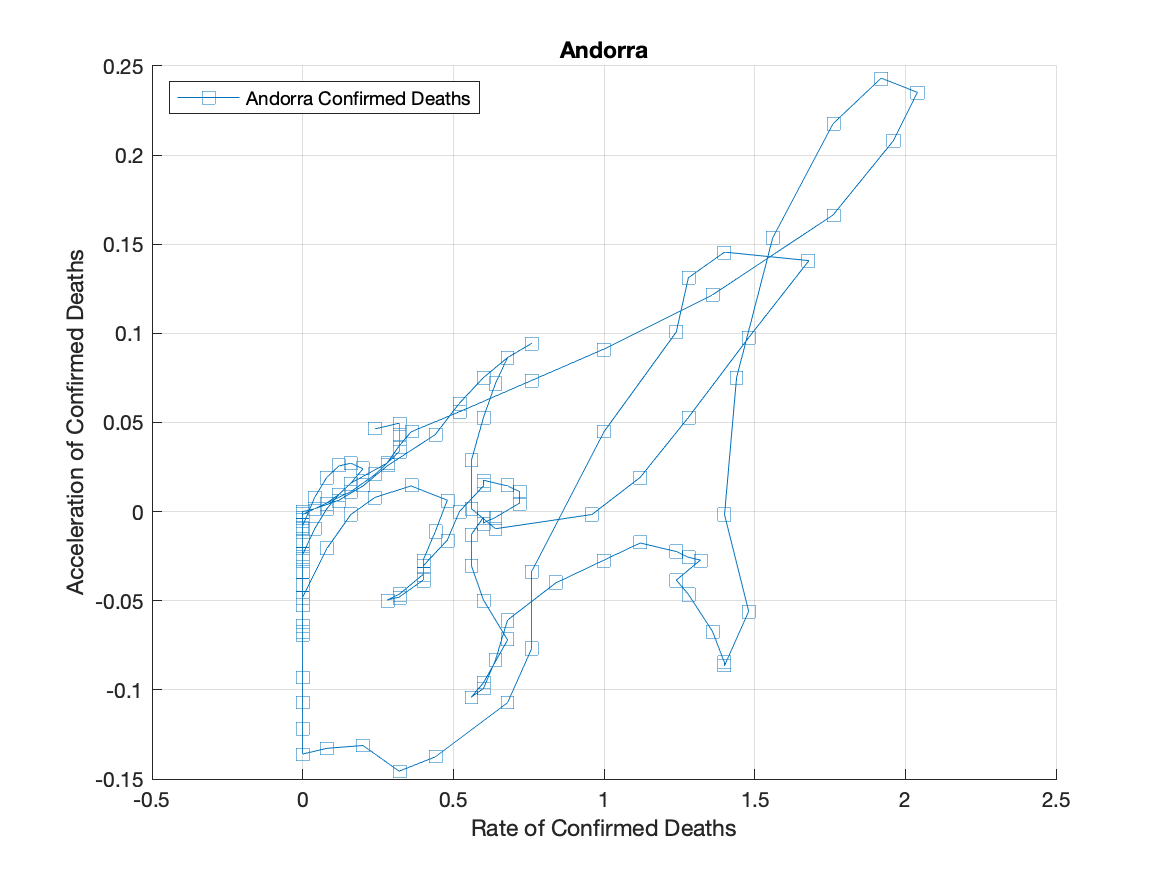 Andorra
Andorra Confirmed Deaths
Acceleration of Confirmed Deaths
0.25
0.2
0.15
0.1
0.05
0
-0.05
-0.1
-0.15
-0.5 0 0.5 1 1.5 2 2.5
Rate of Confirmed Deaths